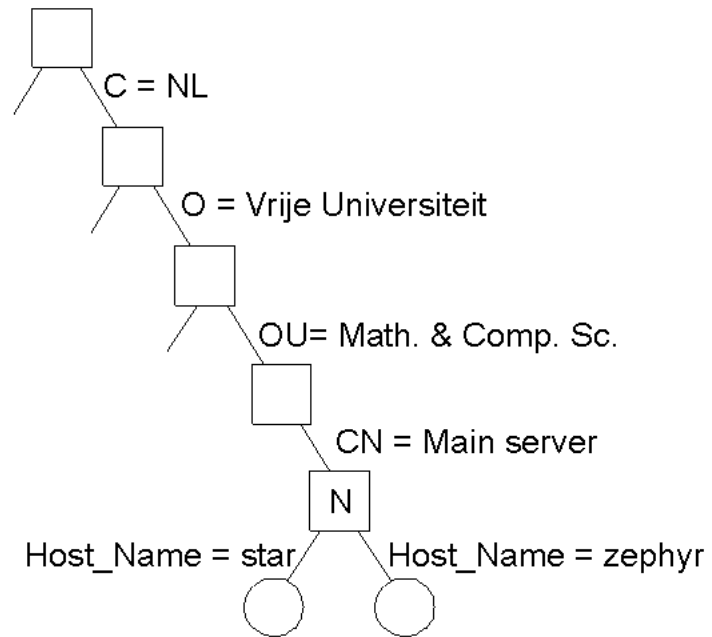 C = NL
O = Vrije Universiteit
OU= Math. & Comp. Sc.
CN = Main server
N
Host_Name = star
Host_Name = zephyr